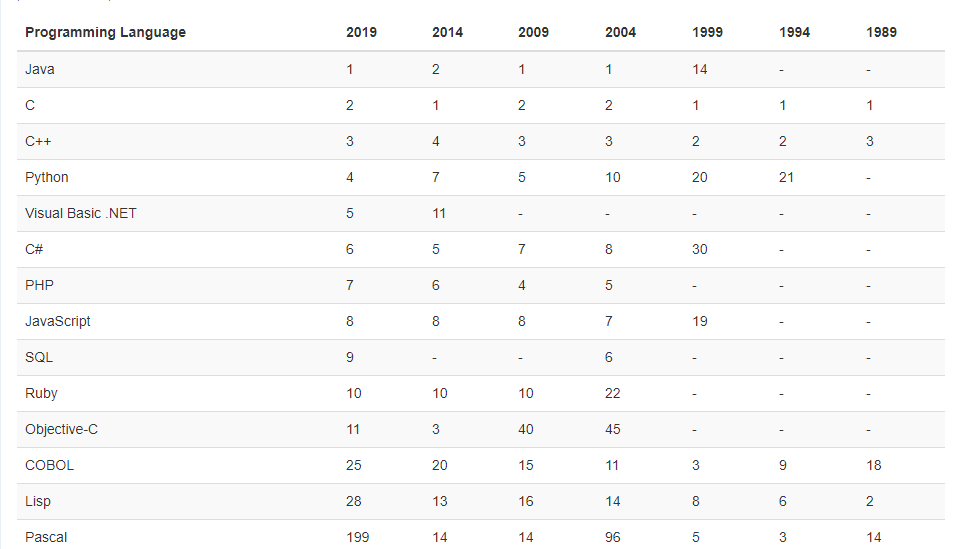 Programming Language 2019 2014 2009 2004 1999 1994 1989
Java 1 2 1 1 14 - -
C 2 1 2 2 1 1 1
C++ 3 4 3 3 2 2 3
Python 4 7 5 10 20 21 -
Visual Basic .NET 5 11 - - - - -
C# 6 5 7 8 30 - -
PHP 7 6 4 5 - - -
JavaScript 8 8 8 7 19 - -
SQL 9 - - 6 - - -
Ruby 10 10 10 22 - - -
Objective-C 11 3 40 45 - - -
COBOL 25 20 15 11 3 9 18
Lisp 28 13 16 14 8 6 2
Pascal 199 14 14 96 5 3 14